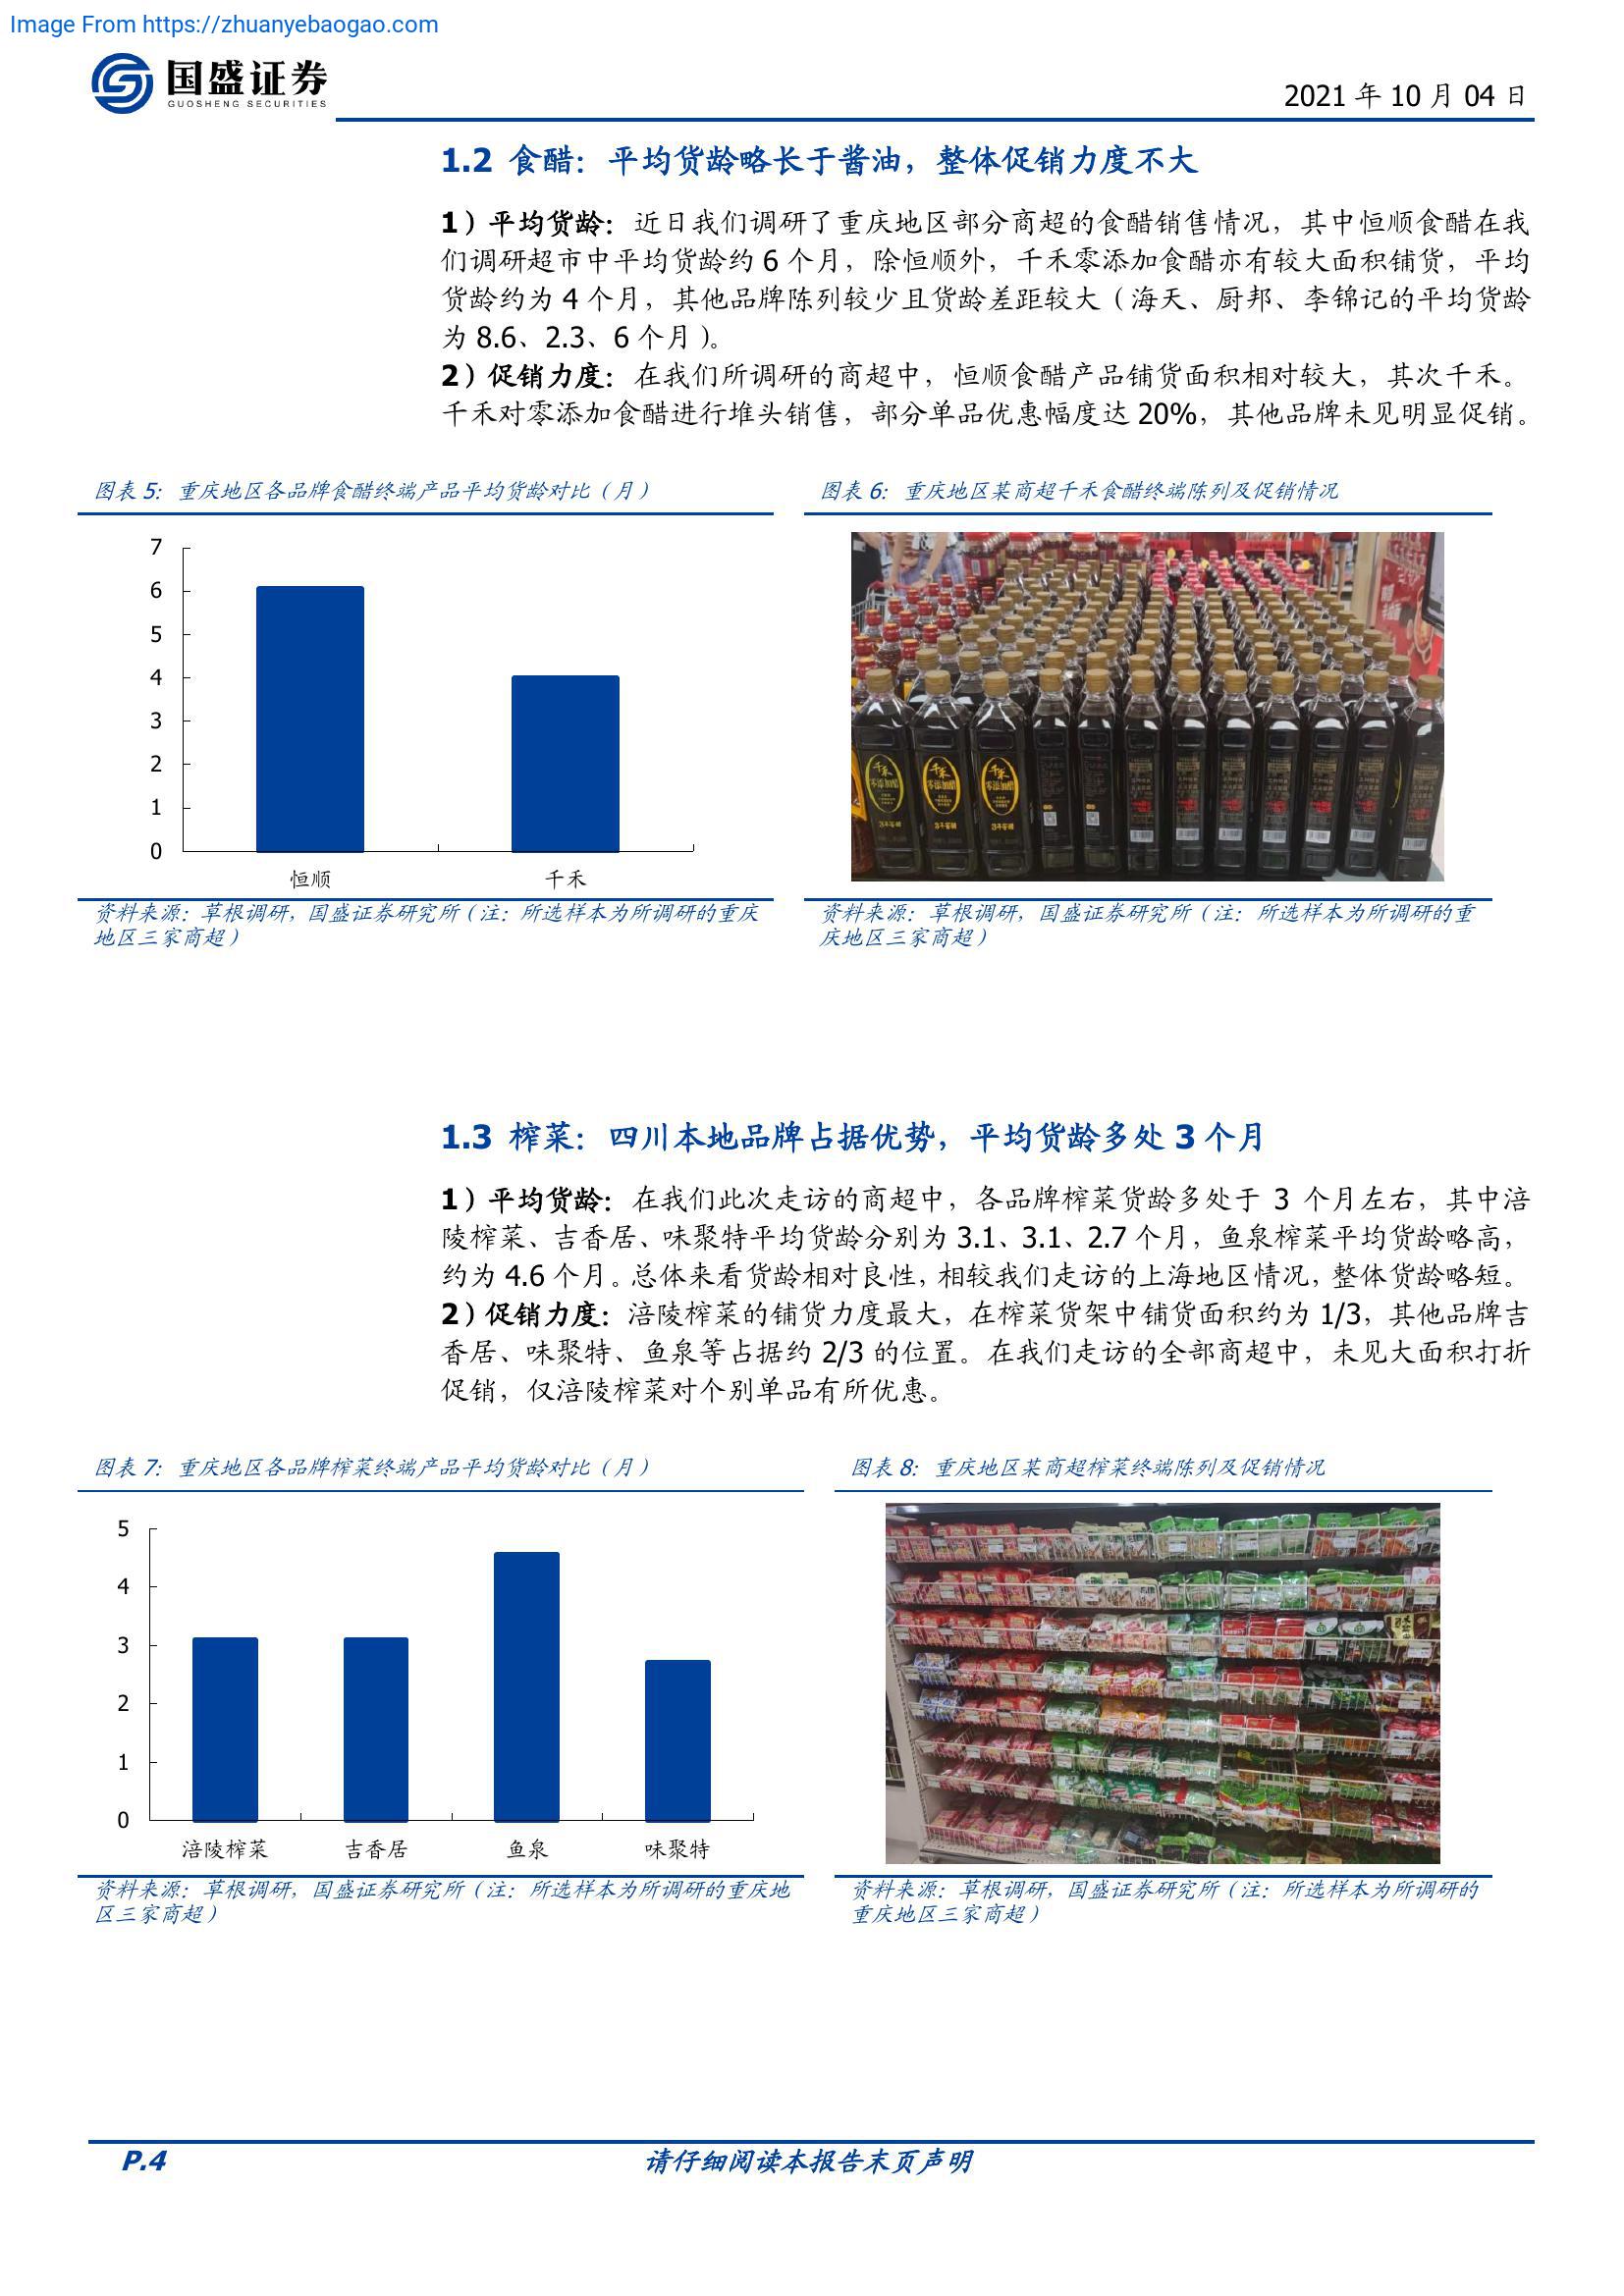 Image From https://zhuanyebaogao.com
国盛证券
GUOSHENG SECURITIES
2021 年 10 月 04 日
1.2 食醋：平均货龄略长于酱油，整体促销力度不大
1）平均货龄：近日我们调研了重庆地区部分商超的食醋销售情况，其中恒顺食醋在我
们调研超市中平均货龄约 6 个月，除恒顺外，千禾零添加食醋亦有较大面积铺货，平均
货龄约为 4 个月，其他品牌陈列较少且货龄差距较大（海天、厨邦、李锦记的平均货龄
为 8.6、2.3、6 个月）。
2）促销力度：在我们所调研的商超中，恒顺食醋产品铺货面积相对较大，其次千禾。
千禾对零添加食醋进行堆头销售，部分单品优惠幅度达 20%，其他品牌未见明显促销。
图表 5：重庆地区各品牌食醋终端产品平均货龄对比（月）
7
6
5
4
3
2
1
0
恒顺
千禾
资料来源：草根调研，国盛证券研究所（注：所选样本为所调研的重庆
地区三家商超）
图表 6：重庆地区某商超千禾食醋终端陈列及促销情况
千禾
千禾
千禾
资料来源：草根调研，国盛证券研究所（注：所选样本为所调研的重
庆地区三家商超）
1.3 榨菜：四川本地品牌占据优势，平均货龄多处 3 个月
1）平均货龄：在我们此次走访的商超中，各品牌榨菜货龄多处于 3 个月左右，其中涪
陵榨菜、吉香居、味聚特平均货龄分别为 3.1、3.1、2.7 个月，鱼泉榨菜平均货龄略高，
约为 4.6 个月。总体来看货龄相对良性，相较我们走访的上海地区情况，整体货龄略短。
2）促销力度：涪陵榨菜的铺货力度最大，在榨菜货架中铺货面积约为 1/3，其他品牌吉
香居、味聚特、鱼泉等占据约 2/3 的位置。在我们走访的全部商超中，未见大面积打折
促销，仅涪陵榨菜对个别单品有所优惠。
图表 7：重庆地区各品牌榨菜终端产品平均货龄对比（月）
5
4
3
2
1
0
涪陵榨菜
吉香居
鱼泉
味聚特
资料来源：草根调研，国盛证券研究所（注：所选样本为所调研的重庆地
区三家商超）
图表 8：重庆地区某商超榨菜终端陈列及促销情况
资料来源：草根调研，国盛证券研究所（注：所选样本为所调研的
重庆地区三家商超）
P.4
请仔细阅读本报告末页声明